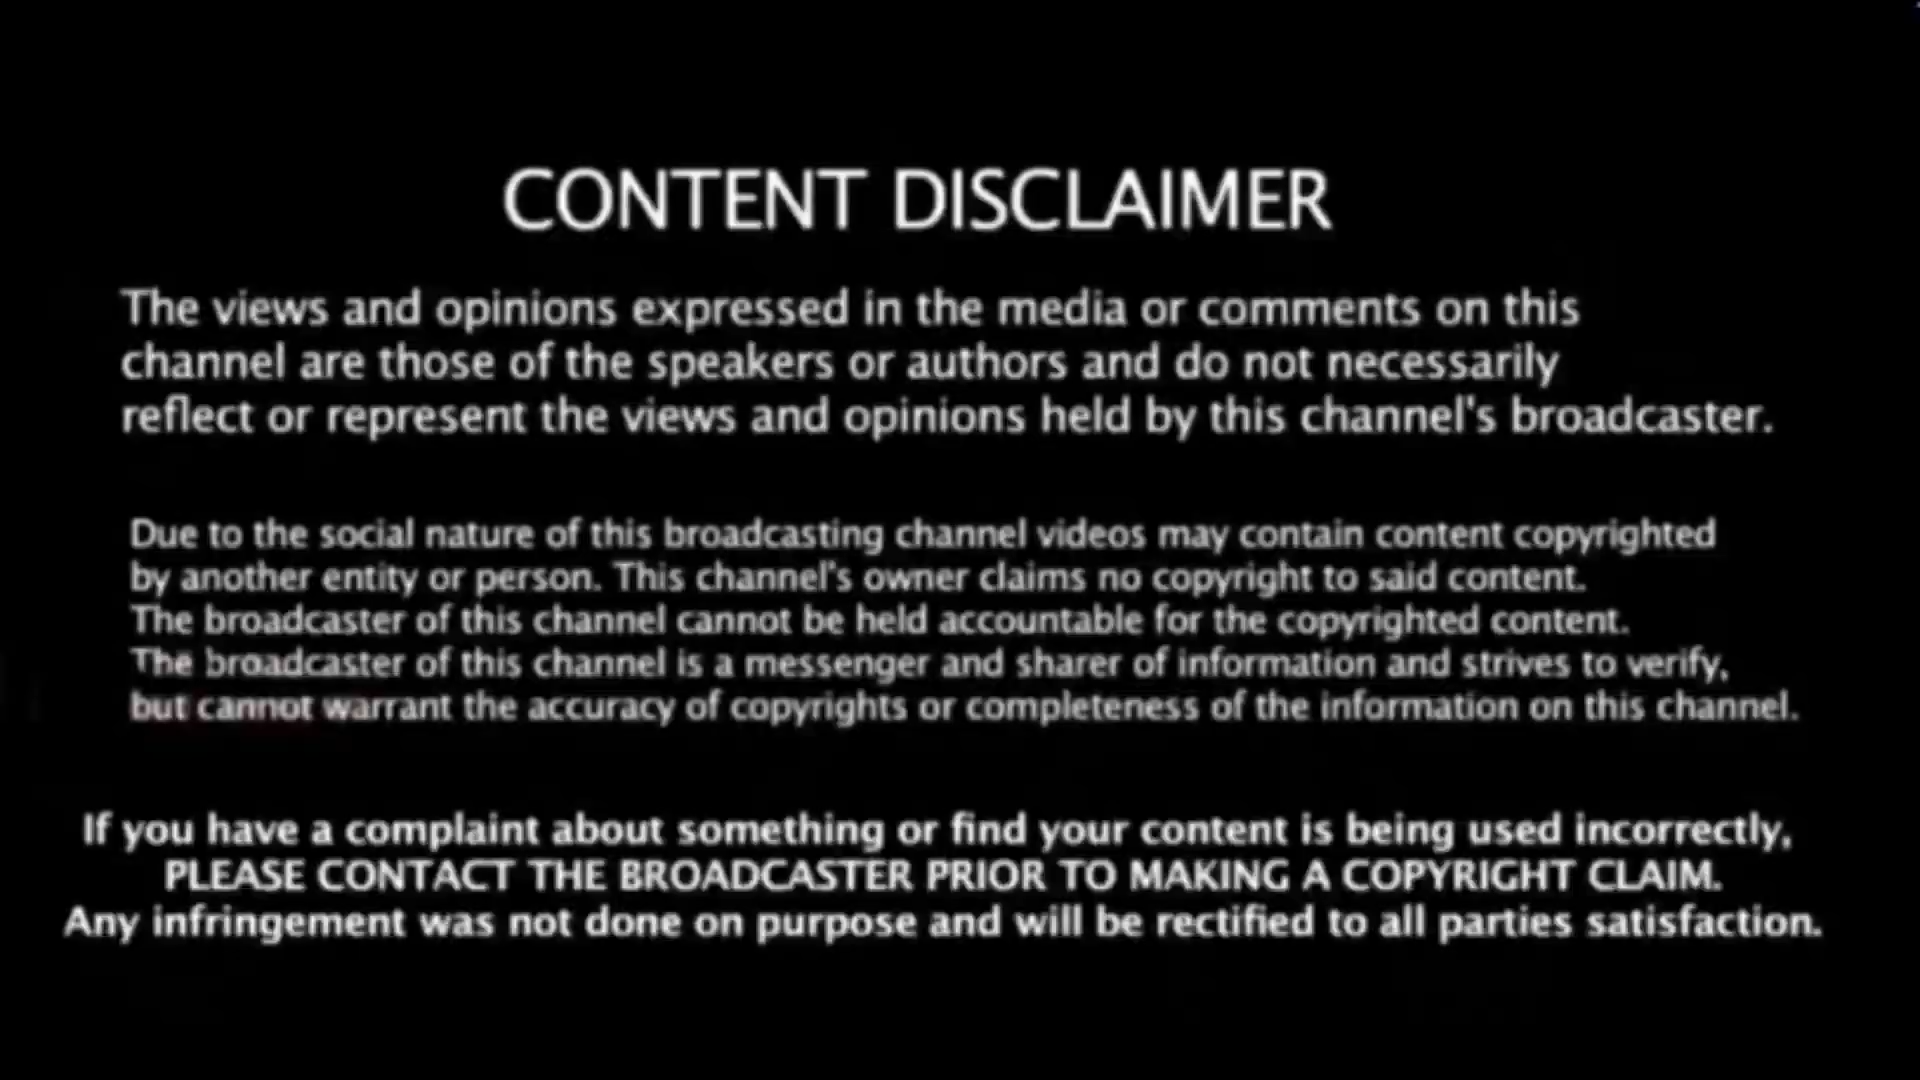 CONTENT DISCLAIMER
The views and opinions expressed in the media or comments on this
channel are those of the speakers or authors and do not necessarily
reflect or represent the views and opinions held by this channel's broadcaster.
Due to the social nature of this broadcasting channel videos may contain content copyrighted
by another entity or person. This channel's owner claims no copyright to said content.
The broadcaster of this channel cannot be held accountable for the copyrighted content.
The broadcaster of this channel is a messenger and sharer of information and strives to verify,
but cannot warrant the accuracy of copyrights or completeness of the information on this channel.
If you have a complaint about something or find your content is being used incorrectly,
PLEASE CONTACT THE BROADCASTER PRIOR TO MAKING A COPYRIGHT CLAIM.
Any infringement was not done on purpose and will be rectified to all parties satisfaction.